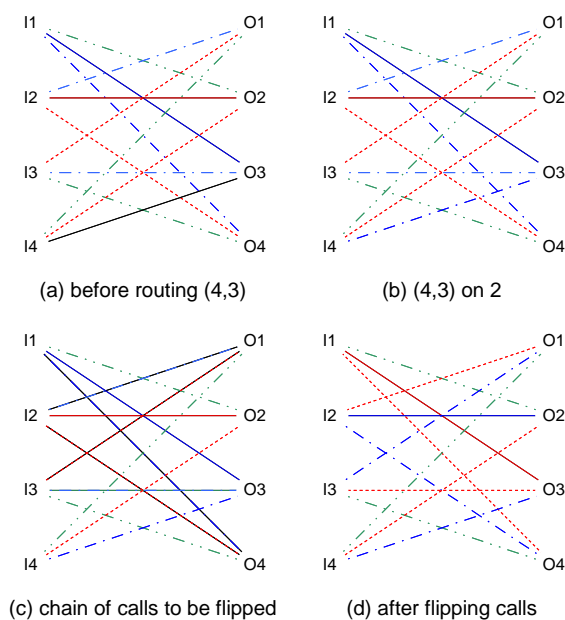 I1 O1 I1 O1
I2 O2 I2 O2
I3 O3 I3 O3
I4 O4 I4 O4
(a) before routing (4,3) (b) (4,3) on 2
I1 O1 I1 O1
I2 O2 I2 O2
I3 O3 I3 O3
I4 O4 I4 O4
(c) chain of calls to be flipped (d) after flipping calls